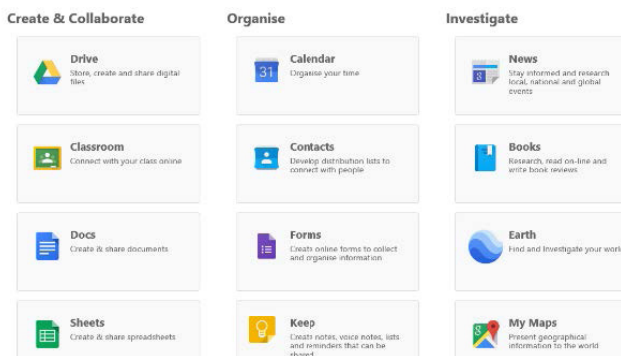 Create & Collaborate
Organise
Investigate
Drive
Store, create and share digital
files
31
Calendar
Organise your time
News
Stay informed and research
local, national and global
events
Classroom
Connect with your class online
Contacts
Develop distribution lists to
connect with people
Books
Research, read on-line and
write book reviews
Docs
Create & share documents
Forms
Create online forms to collect
and organise information
Earth
Find and Investigate your world
Sheets
Create & share spreadsheets
Keep
Create notes, voice notes, lists
and reminders that can be
shared
My Maps
Present geographical
information to the world